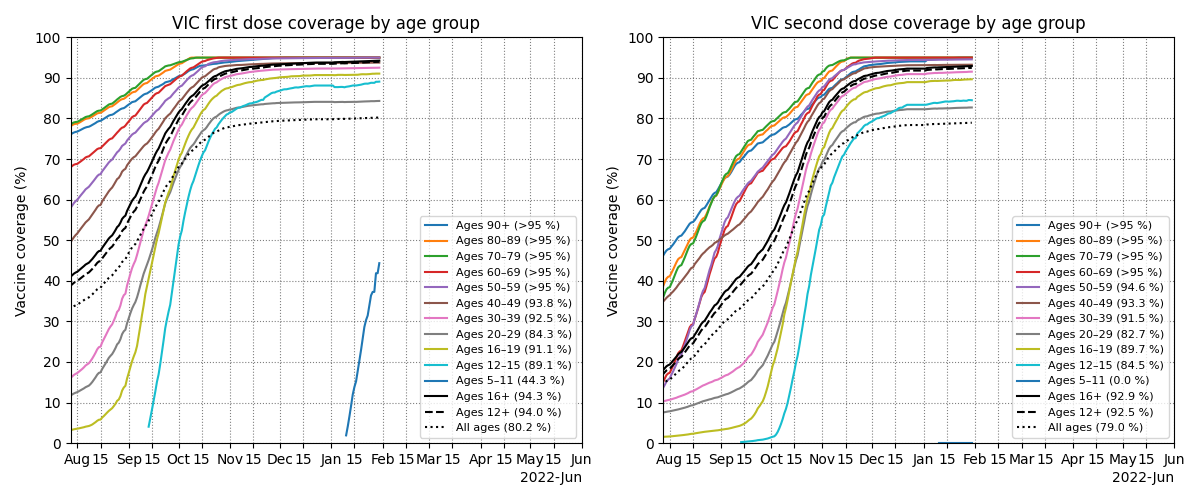 VIC first dose coverage by age group
Vaccine coverage (%)
100
90
80
70
60
50
40
30
20
10
0
Ages 90+ (>95 %)
Ages 80–89 (>95 %)
Ages 70–79 (>95 %)
Ages 60–69 (>95 %)
Ages 50–59 (>95 %)
Ages 40–49 (93.8 %)
Ages 30–39 (92.5 %)
Ages 20–29 (84.3 %)
Ages 16–19 (91.1 %)
Ages 12–15 (89.1 %)
Ages 5–11 (44.3 %)
Ages 16+ (94.3 %)
Ages 12+ (94.0 %)
All ages (80.2 %)
Aug 15 Sep 15 Oct 15 Nov 15 Dec 15 Jan 15 Feb 15 Mar 15 Apr 15 May 15 Jun
2022-Jun
VIC second dose coverage by age group
Vaccine coverage (%)
100
90
80
70
60
50
40
30
20
10
0
Ages 90+ (>95 %)
Ages 80–89 (>95 %)
Ages 70–79 (>95 %)
Ages 60–69 (>95 %)
Ages 50–59 (94.6 %)
Ages 40–49 (93.3 %)
Ages 30–39 (91.5 %)
Ages 20–29 (82.7 %)
Ages 16–19 (89.7 %)
Ages 12–15 (84.5 %)
Ages 5–11 (0.0 %)
Ages 16+ (92.9 %)
Ages 12+ (92.5 %)
All ages (79.0 %)
Aug 15 Sep 15 Oct 15 Nov 15 Dec 15 Jan 15 Feb 15 Mar 15 Apr 15 May 15 Jun
2022-Jun